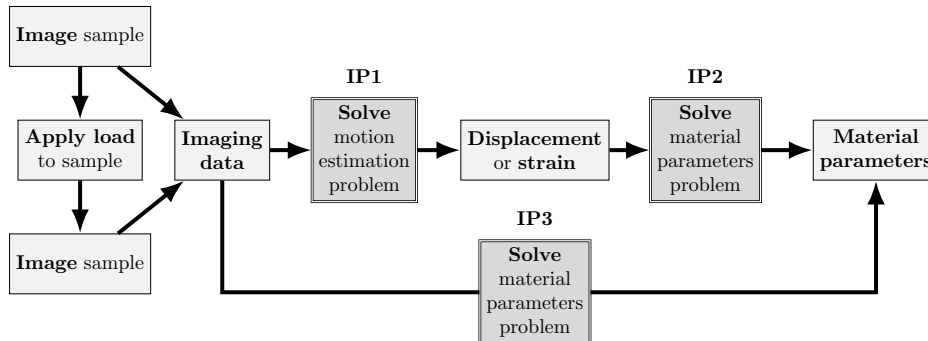 Image sample
Apply load
to sample
Image sample
Imaging
data
IP1
Solve
motion
estimation
problem
Displacement
or strain
IP2
Solve
material
parameters
problem
Material
parameters
IP3
Solve
material
parameters
problem